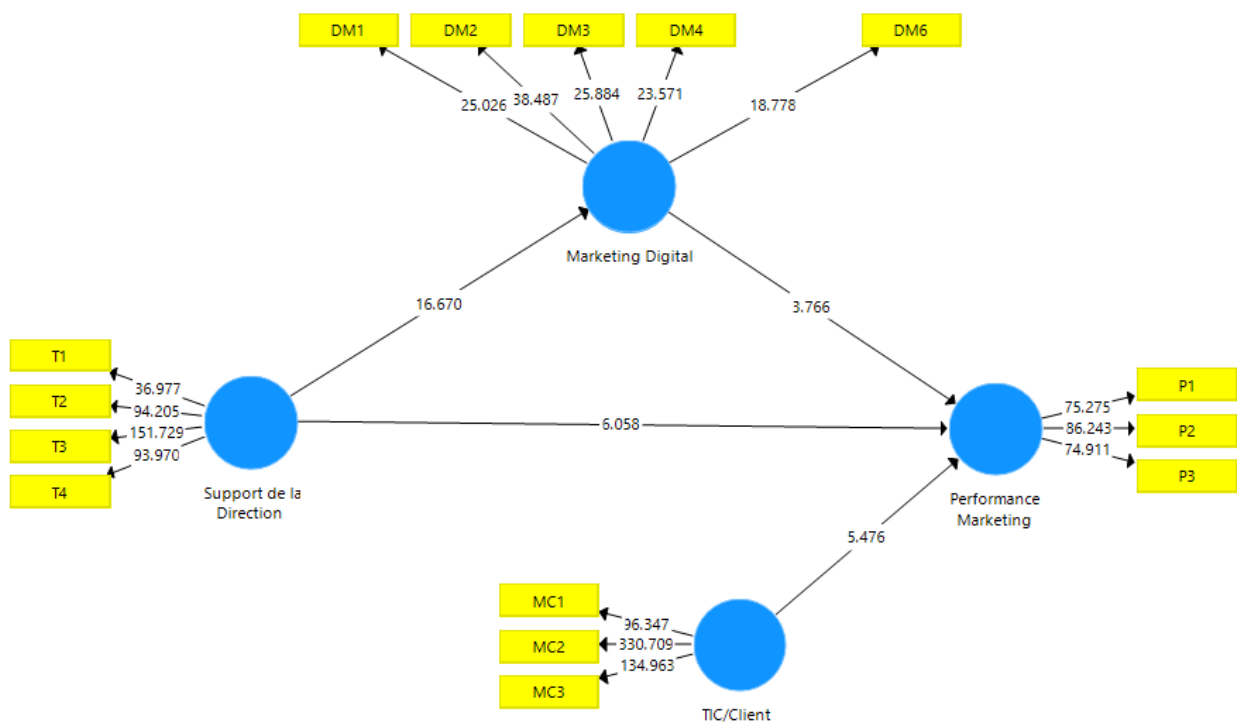 DM1
DM2
DM3
DM4
DM6
25.026
38.487
25.884
23.571
18.778
Marketing Digital
16.670
3.766
T1
T2
T3
T4
36.977
94.205
151.729
93.970
Support de la
Direction
6.058
P1
P2
P3
75.275
86.243
74.911
Performance
Marketing
5.476
MC1
MC2
MC3
96.347
330.709
134.963
TIC/Client